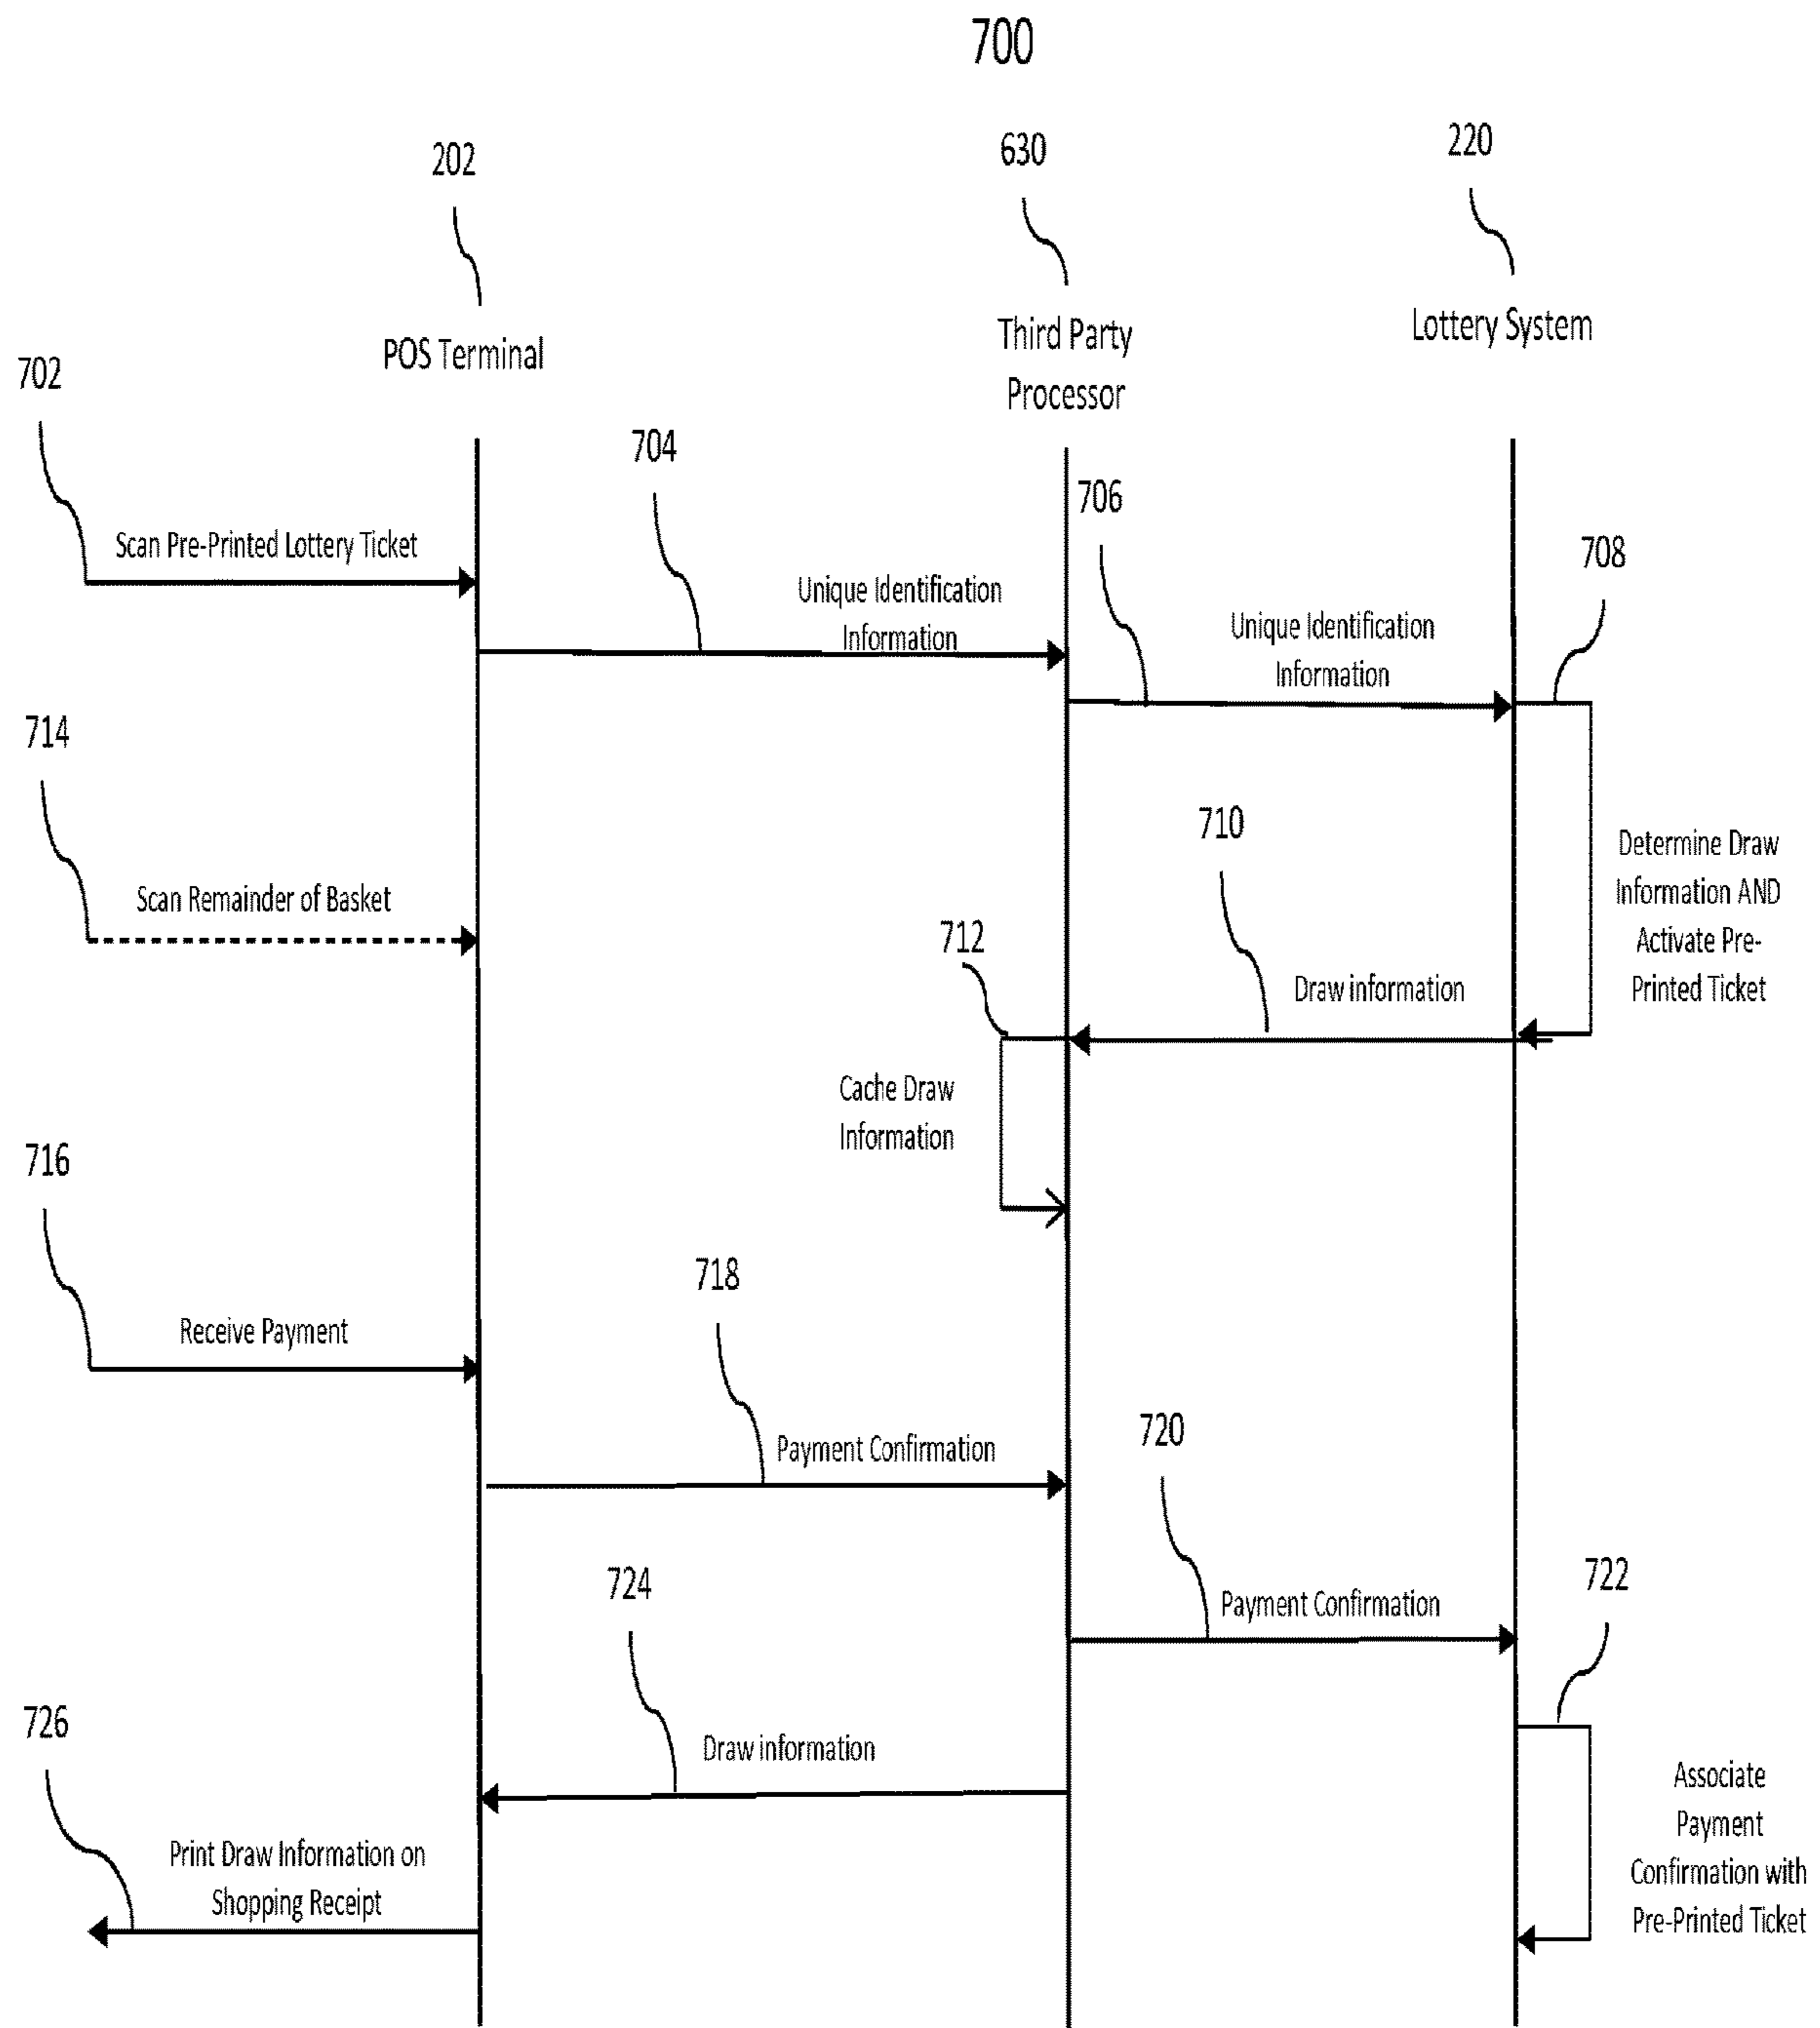 700
202
630
220
POS Terminal
Third Party
Processor
Lottery System
702
704
706
708
Scan Pre-Printed Lottery Ticket
Unique Identification
Information
Unique Identification
Information
714
710
Scan Remainder of Basket
712
Draw information
Determine Draw
Information AND
Activate Pre-
Printed Ticket
Cache Draw
Information
716
718
Receive Payment
720
Payment Confirmation
724
722
Payment Confirmation
726
Draw information
Print Draw Information on
Shopping Receipt
Associate
Payment
Confirmation with
Pre-Printed Ticket